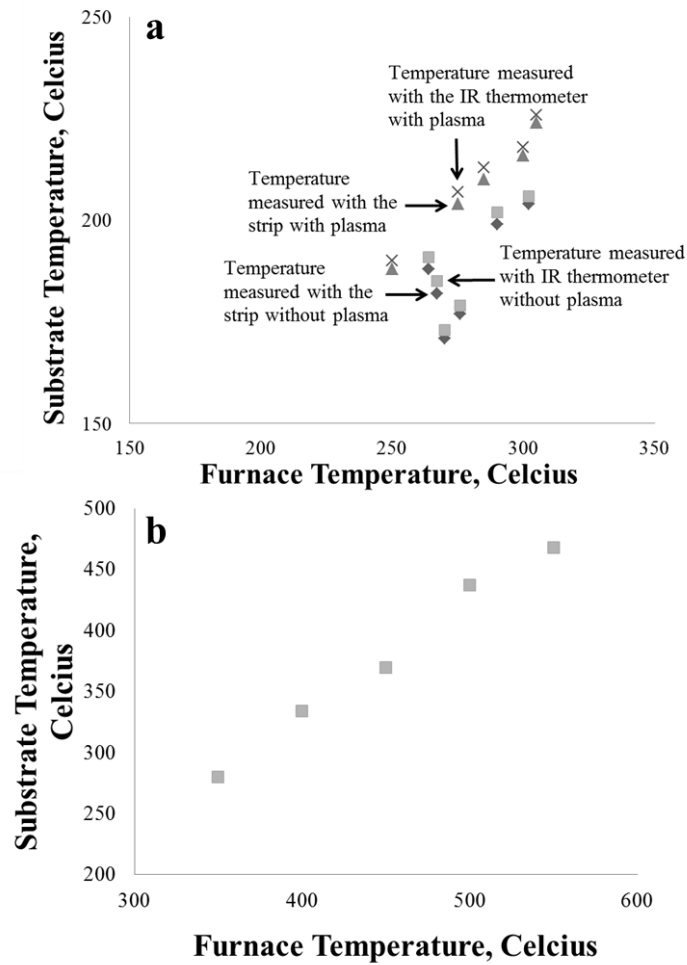 a
250
200
150
150
200
250
300
350
Substrate Temperature, Celcius
Furnace Temperature, Celcius
Temperature measured
with the IR thermometer
with plasma
Temperature
measured with the
strip with plasma
Temperature
measured with the
strip without plasma
Temperature measured
with IR thermometer
without plasma
b
500
450
400
350
300
250
200
300
400
500
600
Substrate Temperature,
Celcius
Furnace Temperature, Celcius